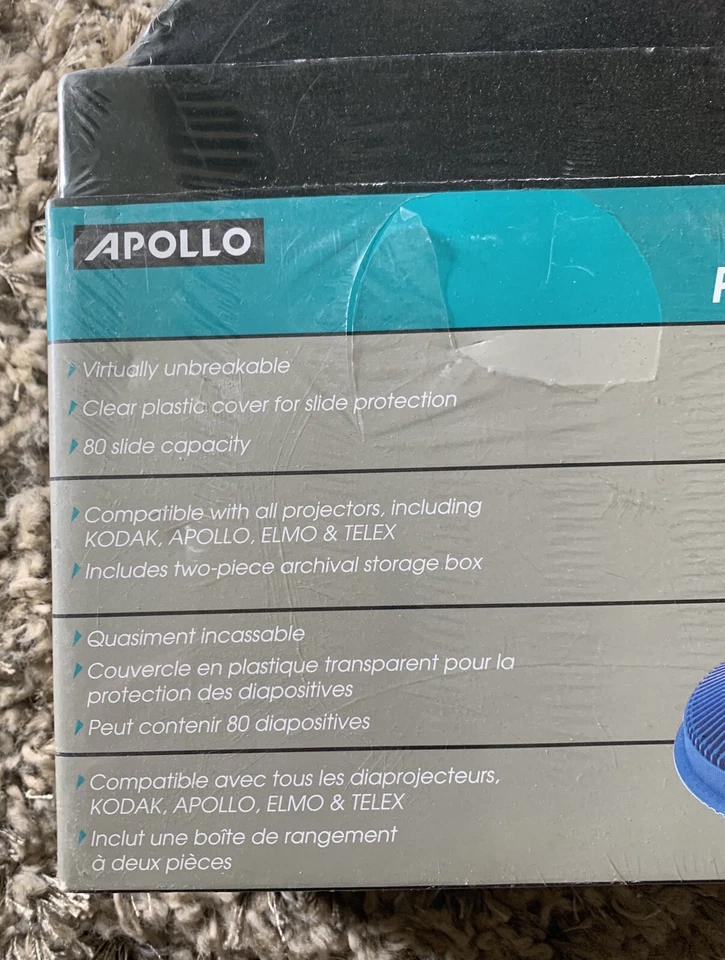 APOLLO
Virtually unbreakable
Clear plastic cover for slide protection
80 slide capacity
Compatible with all projectors, including
KODAK, APOLLO, ELMO & TELEX
Includes two-piece archival storage box
Quasiment incassable
Couvercle en plastique transparent pour la
protection des diapositives
Peut contenir 80 diapositives
Compatible avec tous les diaprojecteurs,
KODAK, APOLLO, ELMO & TELEX
Inclut une boîte de rangement
à deux pièces